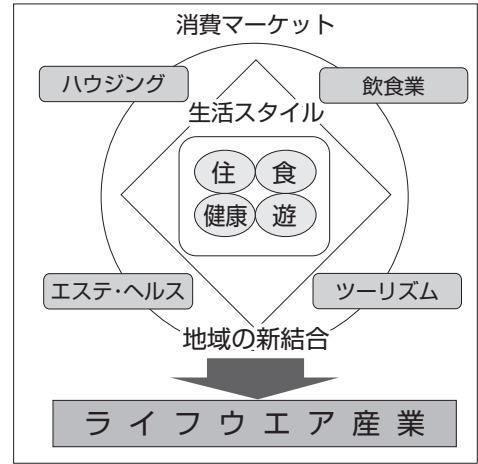 消費マーケット
ハウジング
飲食業
生活スタイル
住 食
健康 遊
エステ・ヘルス
ツーリズム
地域の新結合
ライフウエア産業